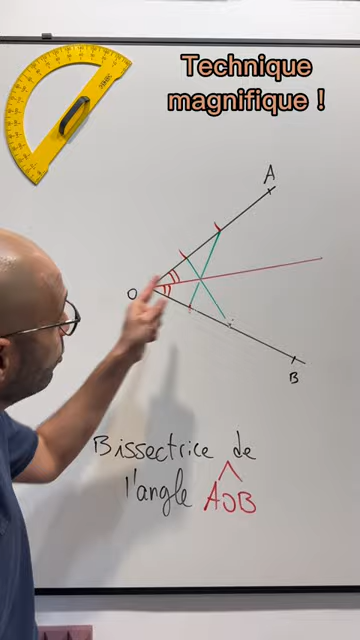 Technique
magnifique !
A
O
B
Bissectrice de
l'angle AOB